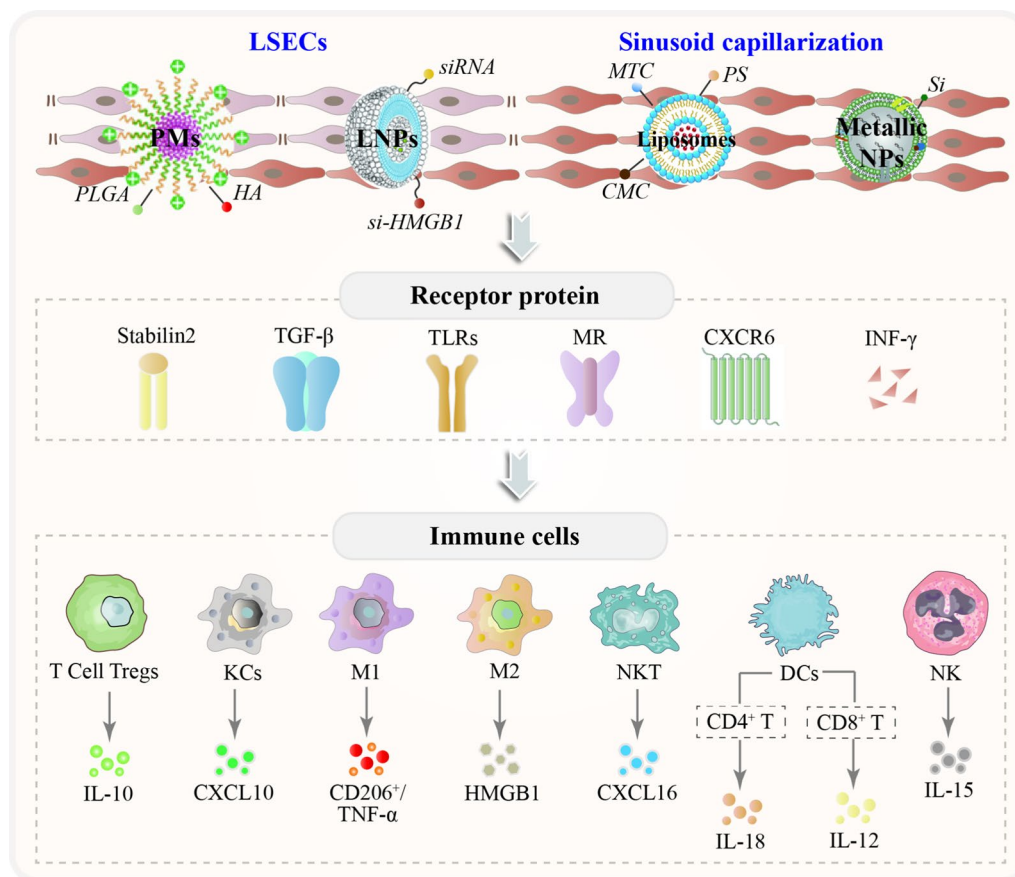 LSECs
Sinusoid capillarization
siRNA
MTC
PS
Si
PMs
LNPs
Liposomes
Metallic
NPs
PLGA
HA
CMC
si-HMGB1
Receptor protein
Stabilin2
TGF-β
TLRs
MR
CXCR6
INF-γ
Immune cells
T Cell Tregs
KCs
M1
M2
NKT
DCs
NK
CD4⁺ T
CD8⁺ T
IL-10
CXCL10
CD206⁺/
TNF-α
HMGB1
CXCL16
IL-15
IL-18
IL-12